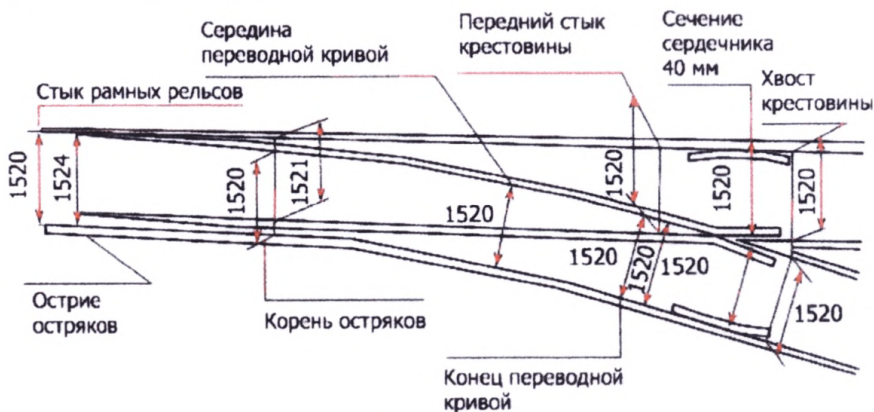 Середина
переводной кривой
Передний стык
крестовины
Сечение
сердечника
40 мм
Хвост
крестовины
Стык рамных рельсов
1520
1524
1520
1521
1520
1520
1520
1520
1520
1520
1520
1520
1520
Острие
остряков
Корень остряков
Конец переводной
кривой